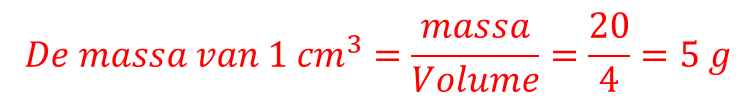 De massa van 1 cm³ = massa/Volume = 20/4 = 5 g